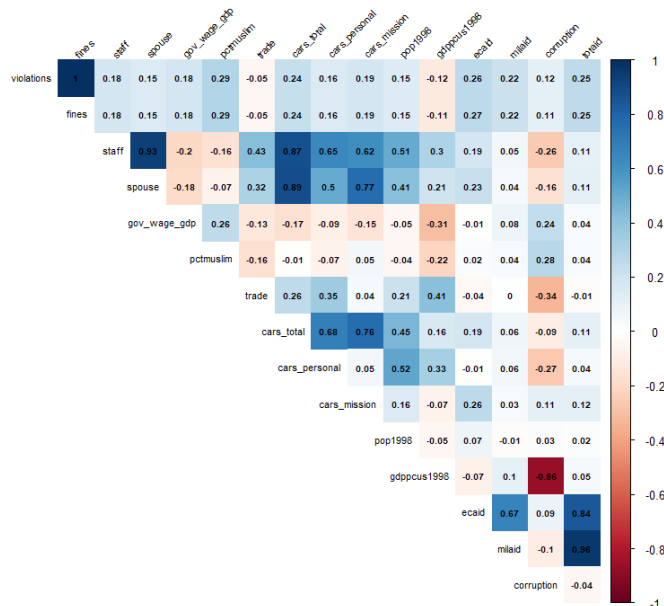 fines staff spouse gov_wage_gdp pctmuslim trade cars_total cars_personal cars_mission pop1998 gdppcus1998 ecaid milaid corruption totaid
violations 1 0.18 0.15 0.18 0.29 -0.05 0.24 0.16 0.19 0.15 -0.12 0.26 0.22 0.12 0.25
fines 0.18 0.15 0.18 0.29 -0.05 0.24 0.16 0.19 0.15 -0.11 0.27 0.22 0.11 0.25
staff 0.93 -0.2 -0.16 0.43 0.87 0.65 0.62 0.51 0.3 0.19 0.05 -0.26 0.11
spouse -0.18 -0.07 0.32 0.89 0.5 0.77 0.41 0.21 0.23 0.04 -0.16 0.11
gov_wage_gdp 0.26 -0.13 -0.17 -0.09 -0.15 -0.05 -0.31 -0.01 0.08 0.24 0.04
pctmuslim -0.16 -0.01 -0.07 0.05 -0.04 -0.22 0.02 0.04 0.28 0.04
trade 0.26 0.35 0.04 0.21 0.41 -0.04 0 -0.34 -0.01
cars_total 0.68 0.76 0.45 0.16 0.19 0.06 -0.09 0.11
cars_personal 0.05 0.52 0.33 -0.01 0.06 -0.27 0.04
cars_mission 0.16 -0.07 0.26 0.03 0.11 0.12
pop1998 -0.05 0.07 -0.01 0.03 0.02
gdppcus1998 -0.07 0.1 -0.86 0.05
ecaid 0.67 0.09 0.84
milaid -0.1 0.96
corruption -0.04
1
0.8
0.6
0.4
0.2
0
-0.2
-0.4
-0.6
-0.8
-1